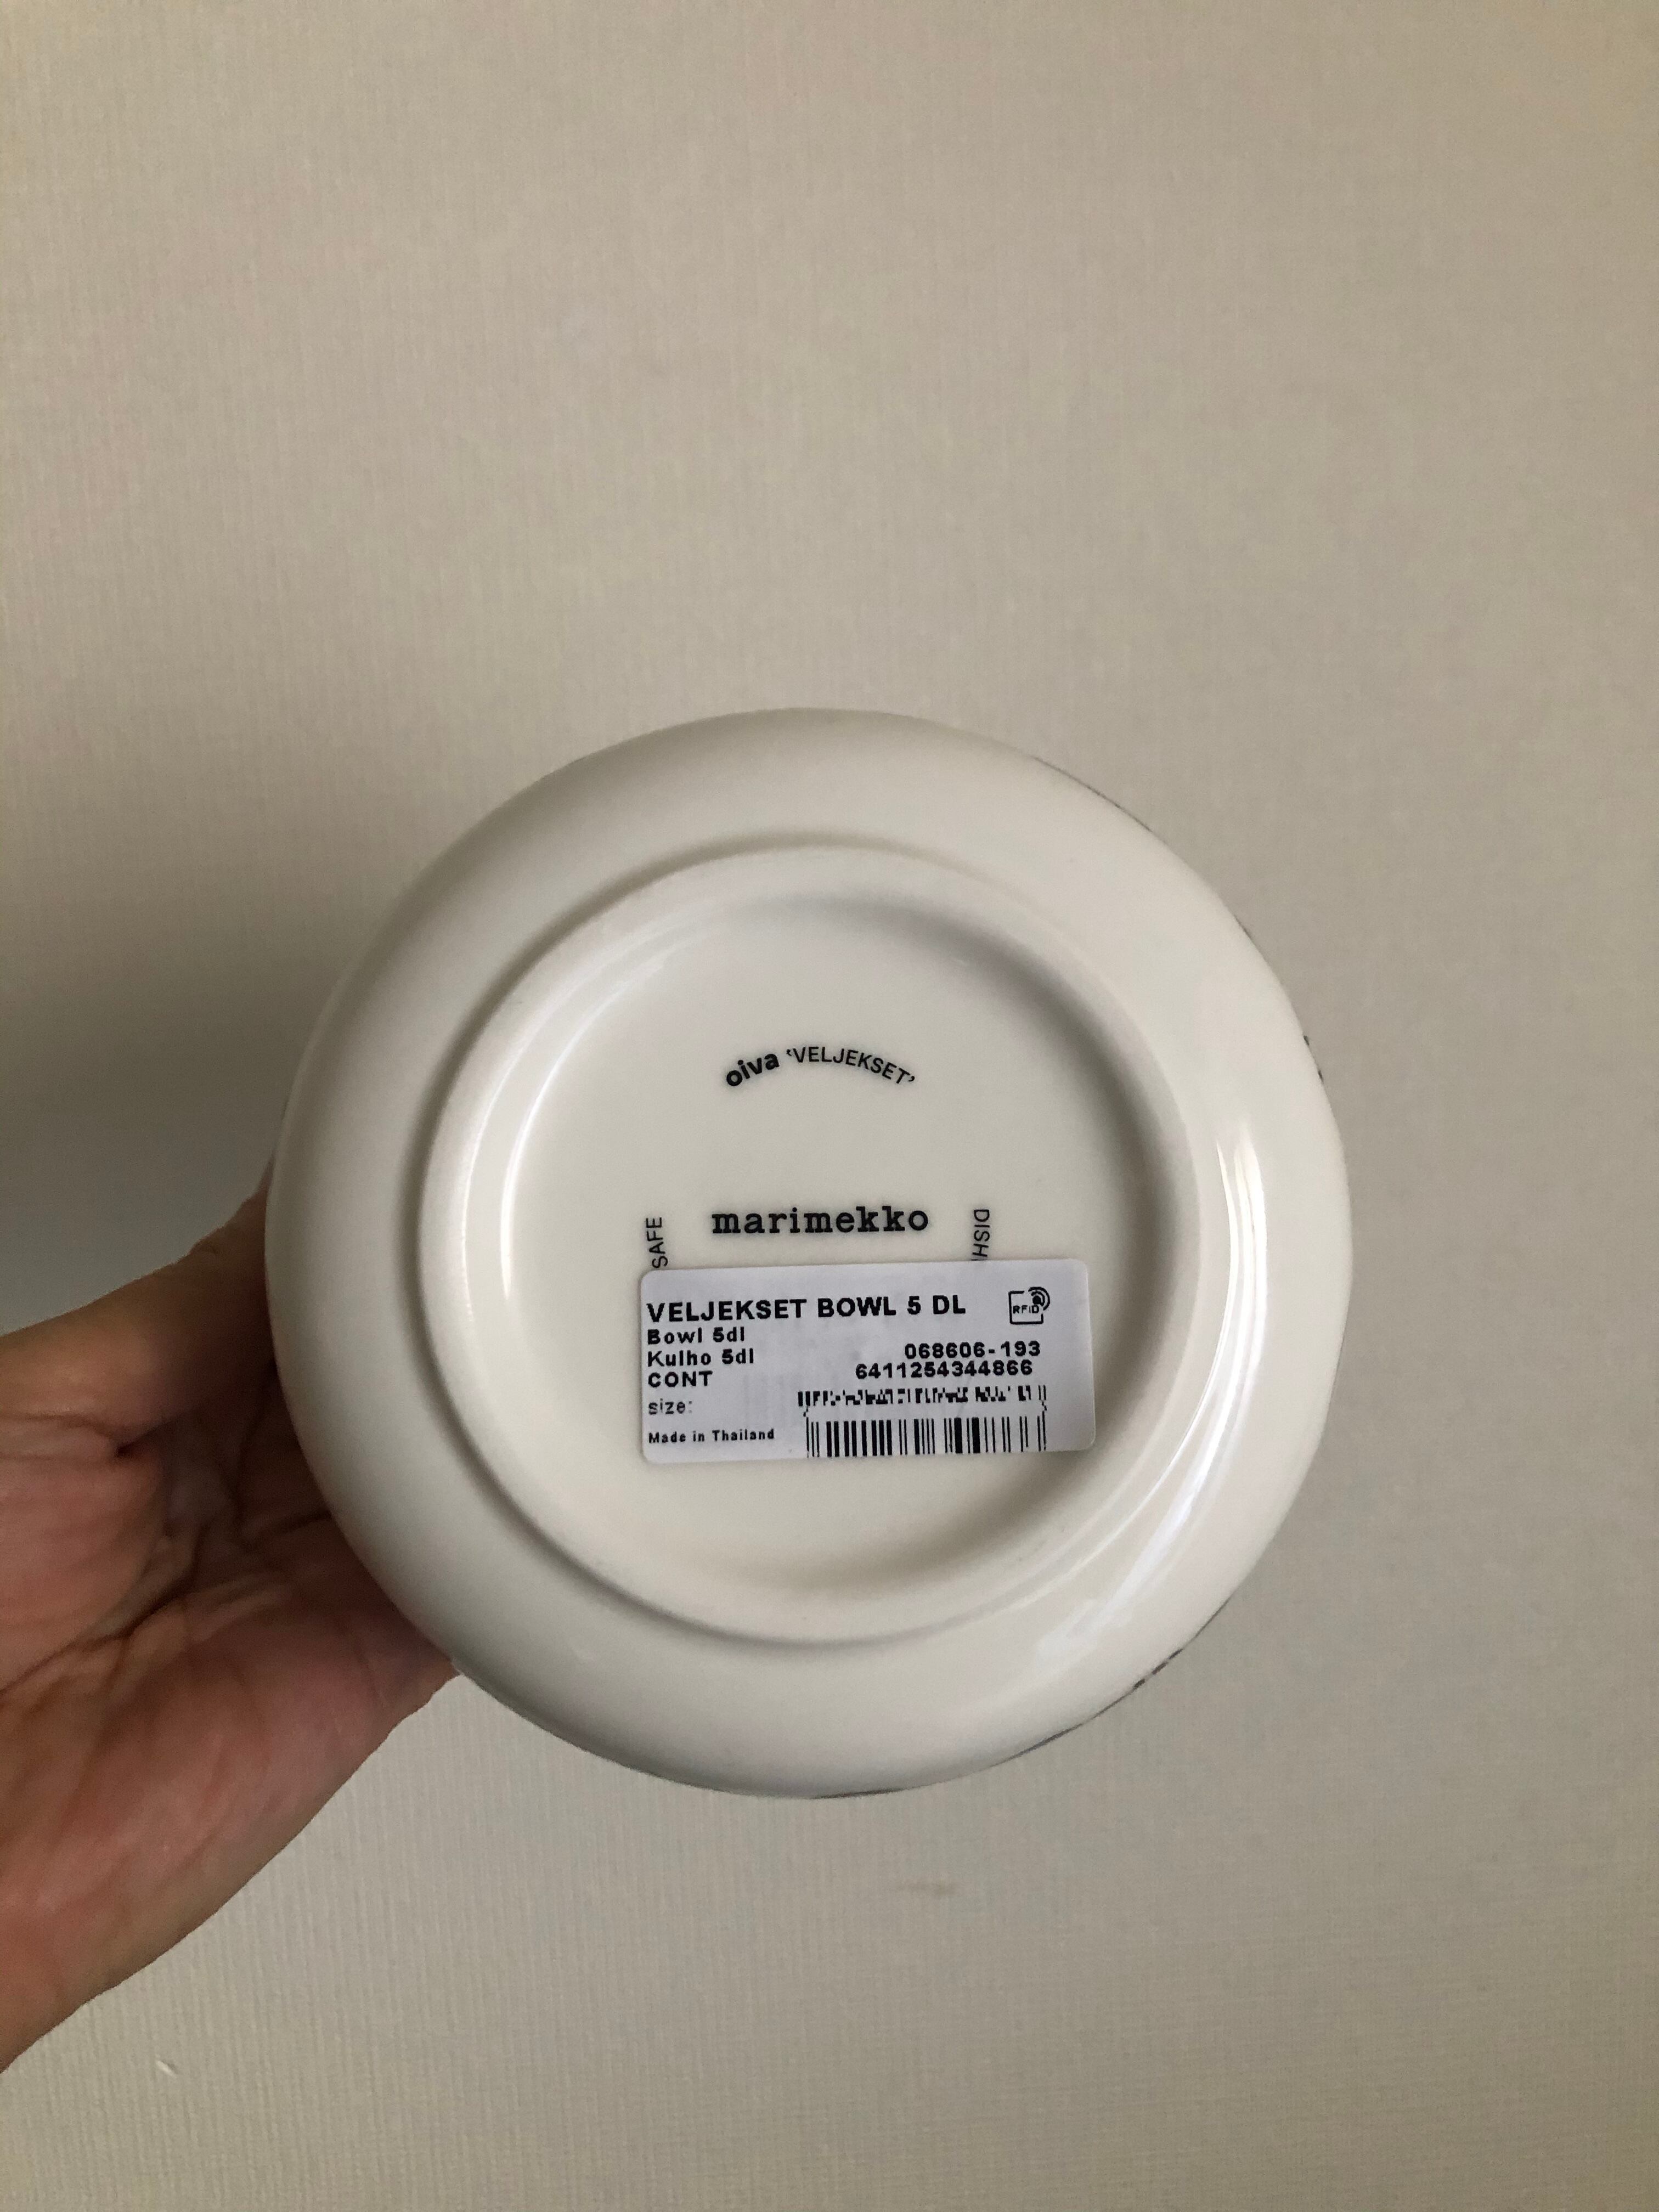 oiva 'VELJEKSET'
marimekko
SAFE
DISH
VELJEKSET BOWL 5 DL
RFID
Bowl 5dl
Kulho 5dl
068606-193
CONT
6411254344866
size:
Made in Thailand